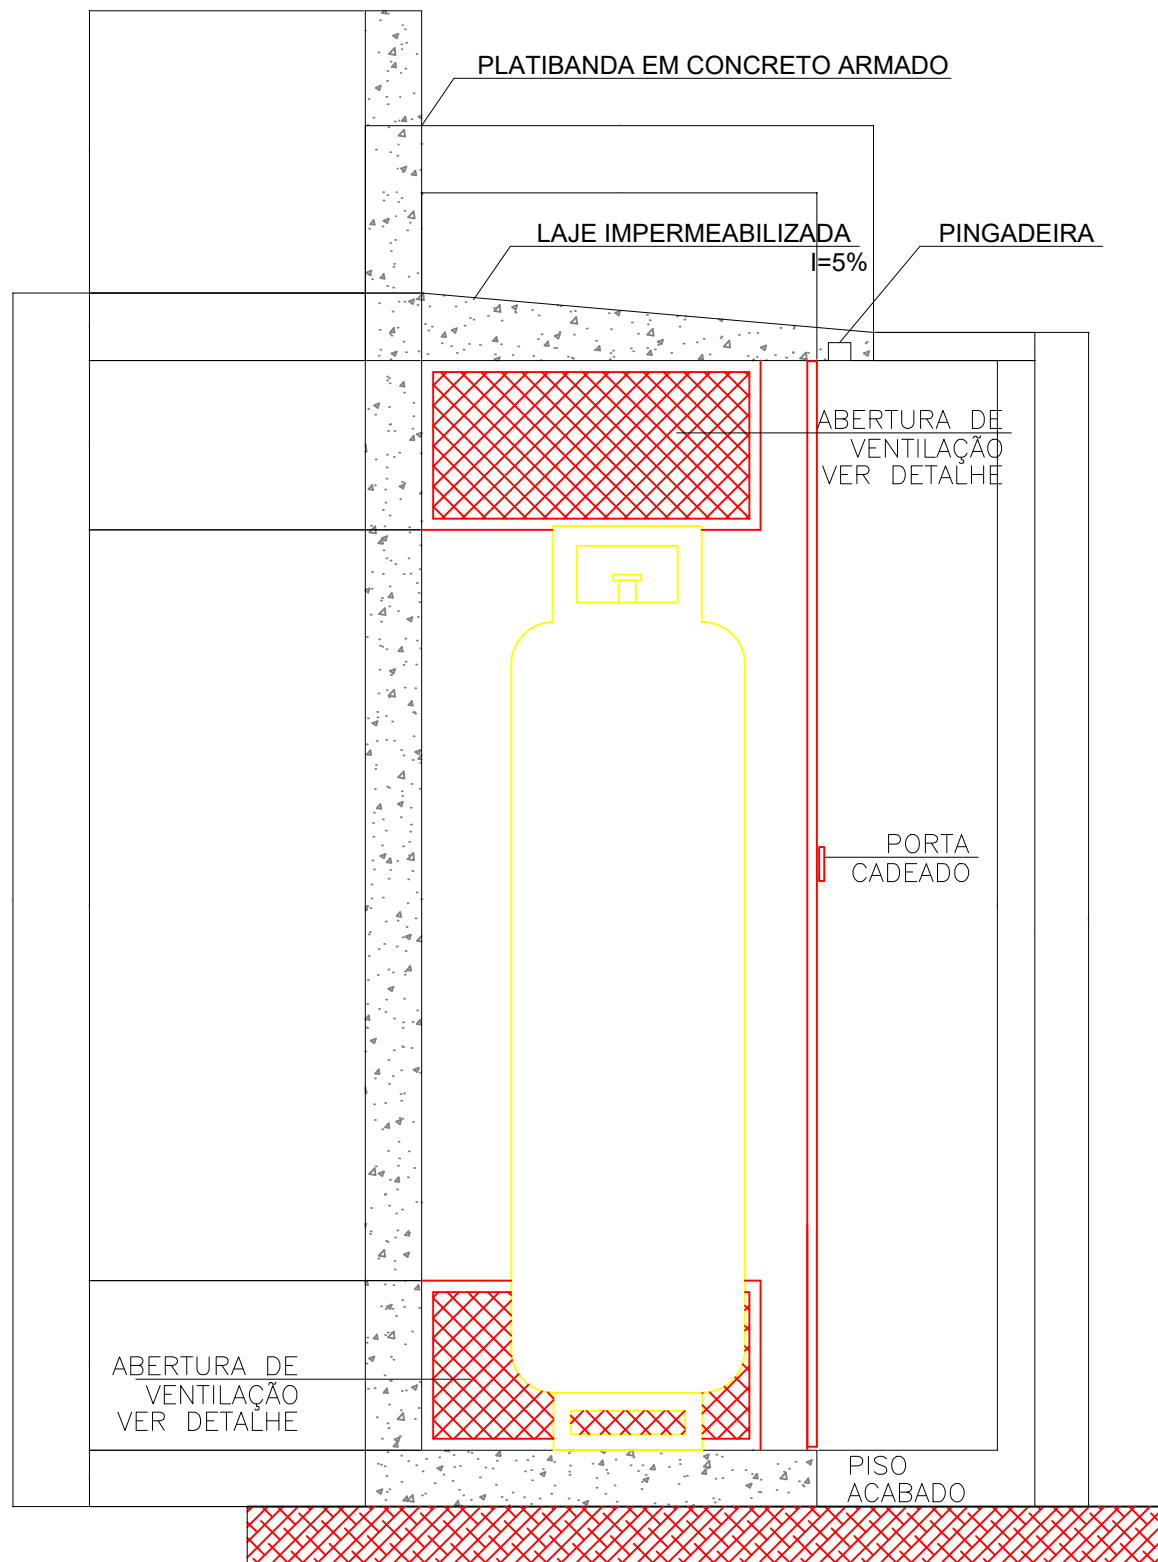 PLATIBANDA EM CONCRETO ARMADO
LAJE IMPERMEABILIZADA
I=5%
PINGADEIRA
ABERTURA DE
VENTILAÇÃO
VER DETALHE
PORTA
CADEADO
ABERTURA DE
VENTILAÇÃO
VER DETALHE
PISO
ACABADO